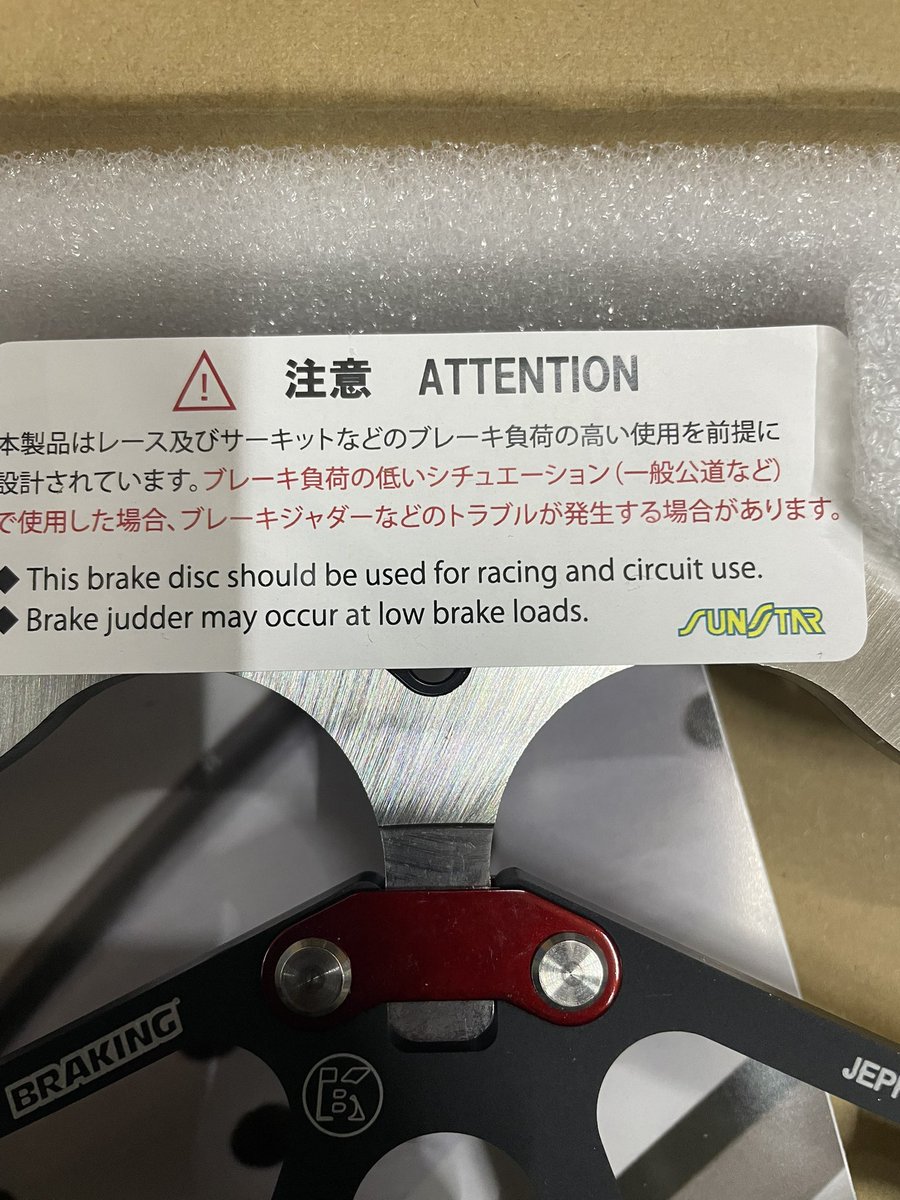 注意 ATTENTION
本製品はレース及びサーキットなどのブレーキ負荷の高い使用を前提に
設計されています。ブレーキ負荷の低いシチュエーション(一般公道など)
で使用した場合、ブレーキジャダーなどのトラブルが発生する場合があります。
◆ This brake disc should be used for racing and circuit use.
◆ Brake judder may occur at low brake loads.
SUNSTAR
BRAKING